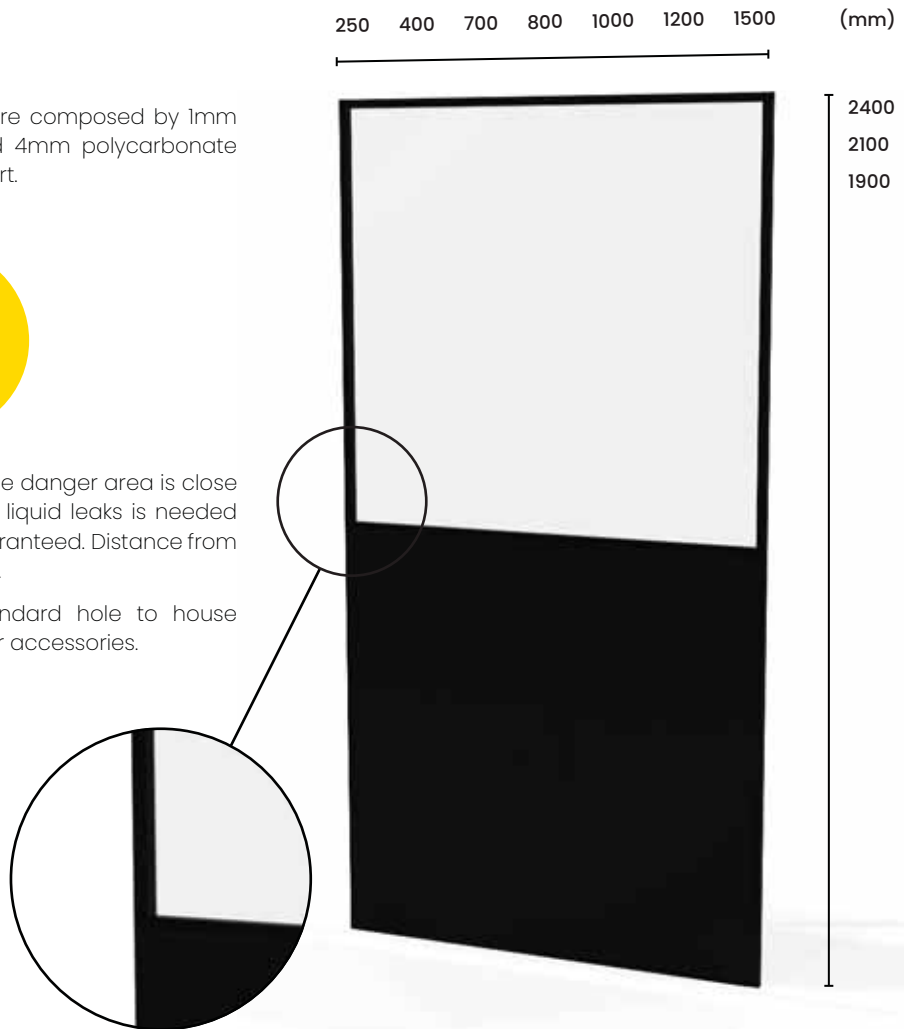 250 400 700 800 1000 1200 1500 (mm)
2400
2100
1900
re composed by 1mm
4mm polycarbonate
rt.
e danger area is close
liquid leaks is needed
ranteed. Distance from
ndard hole to house
r accessories.